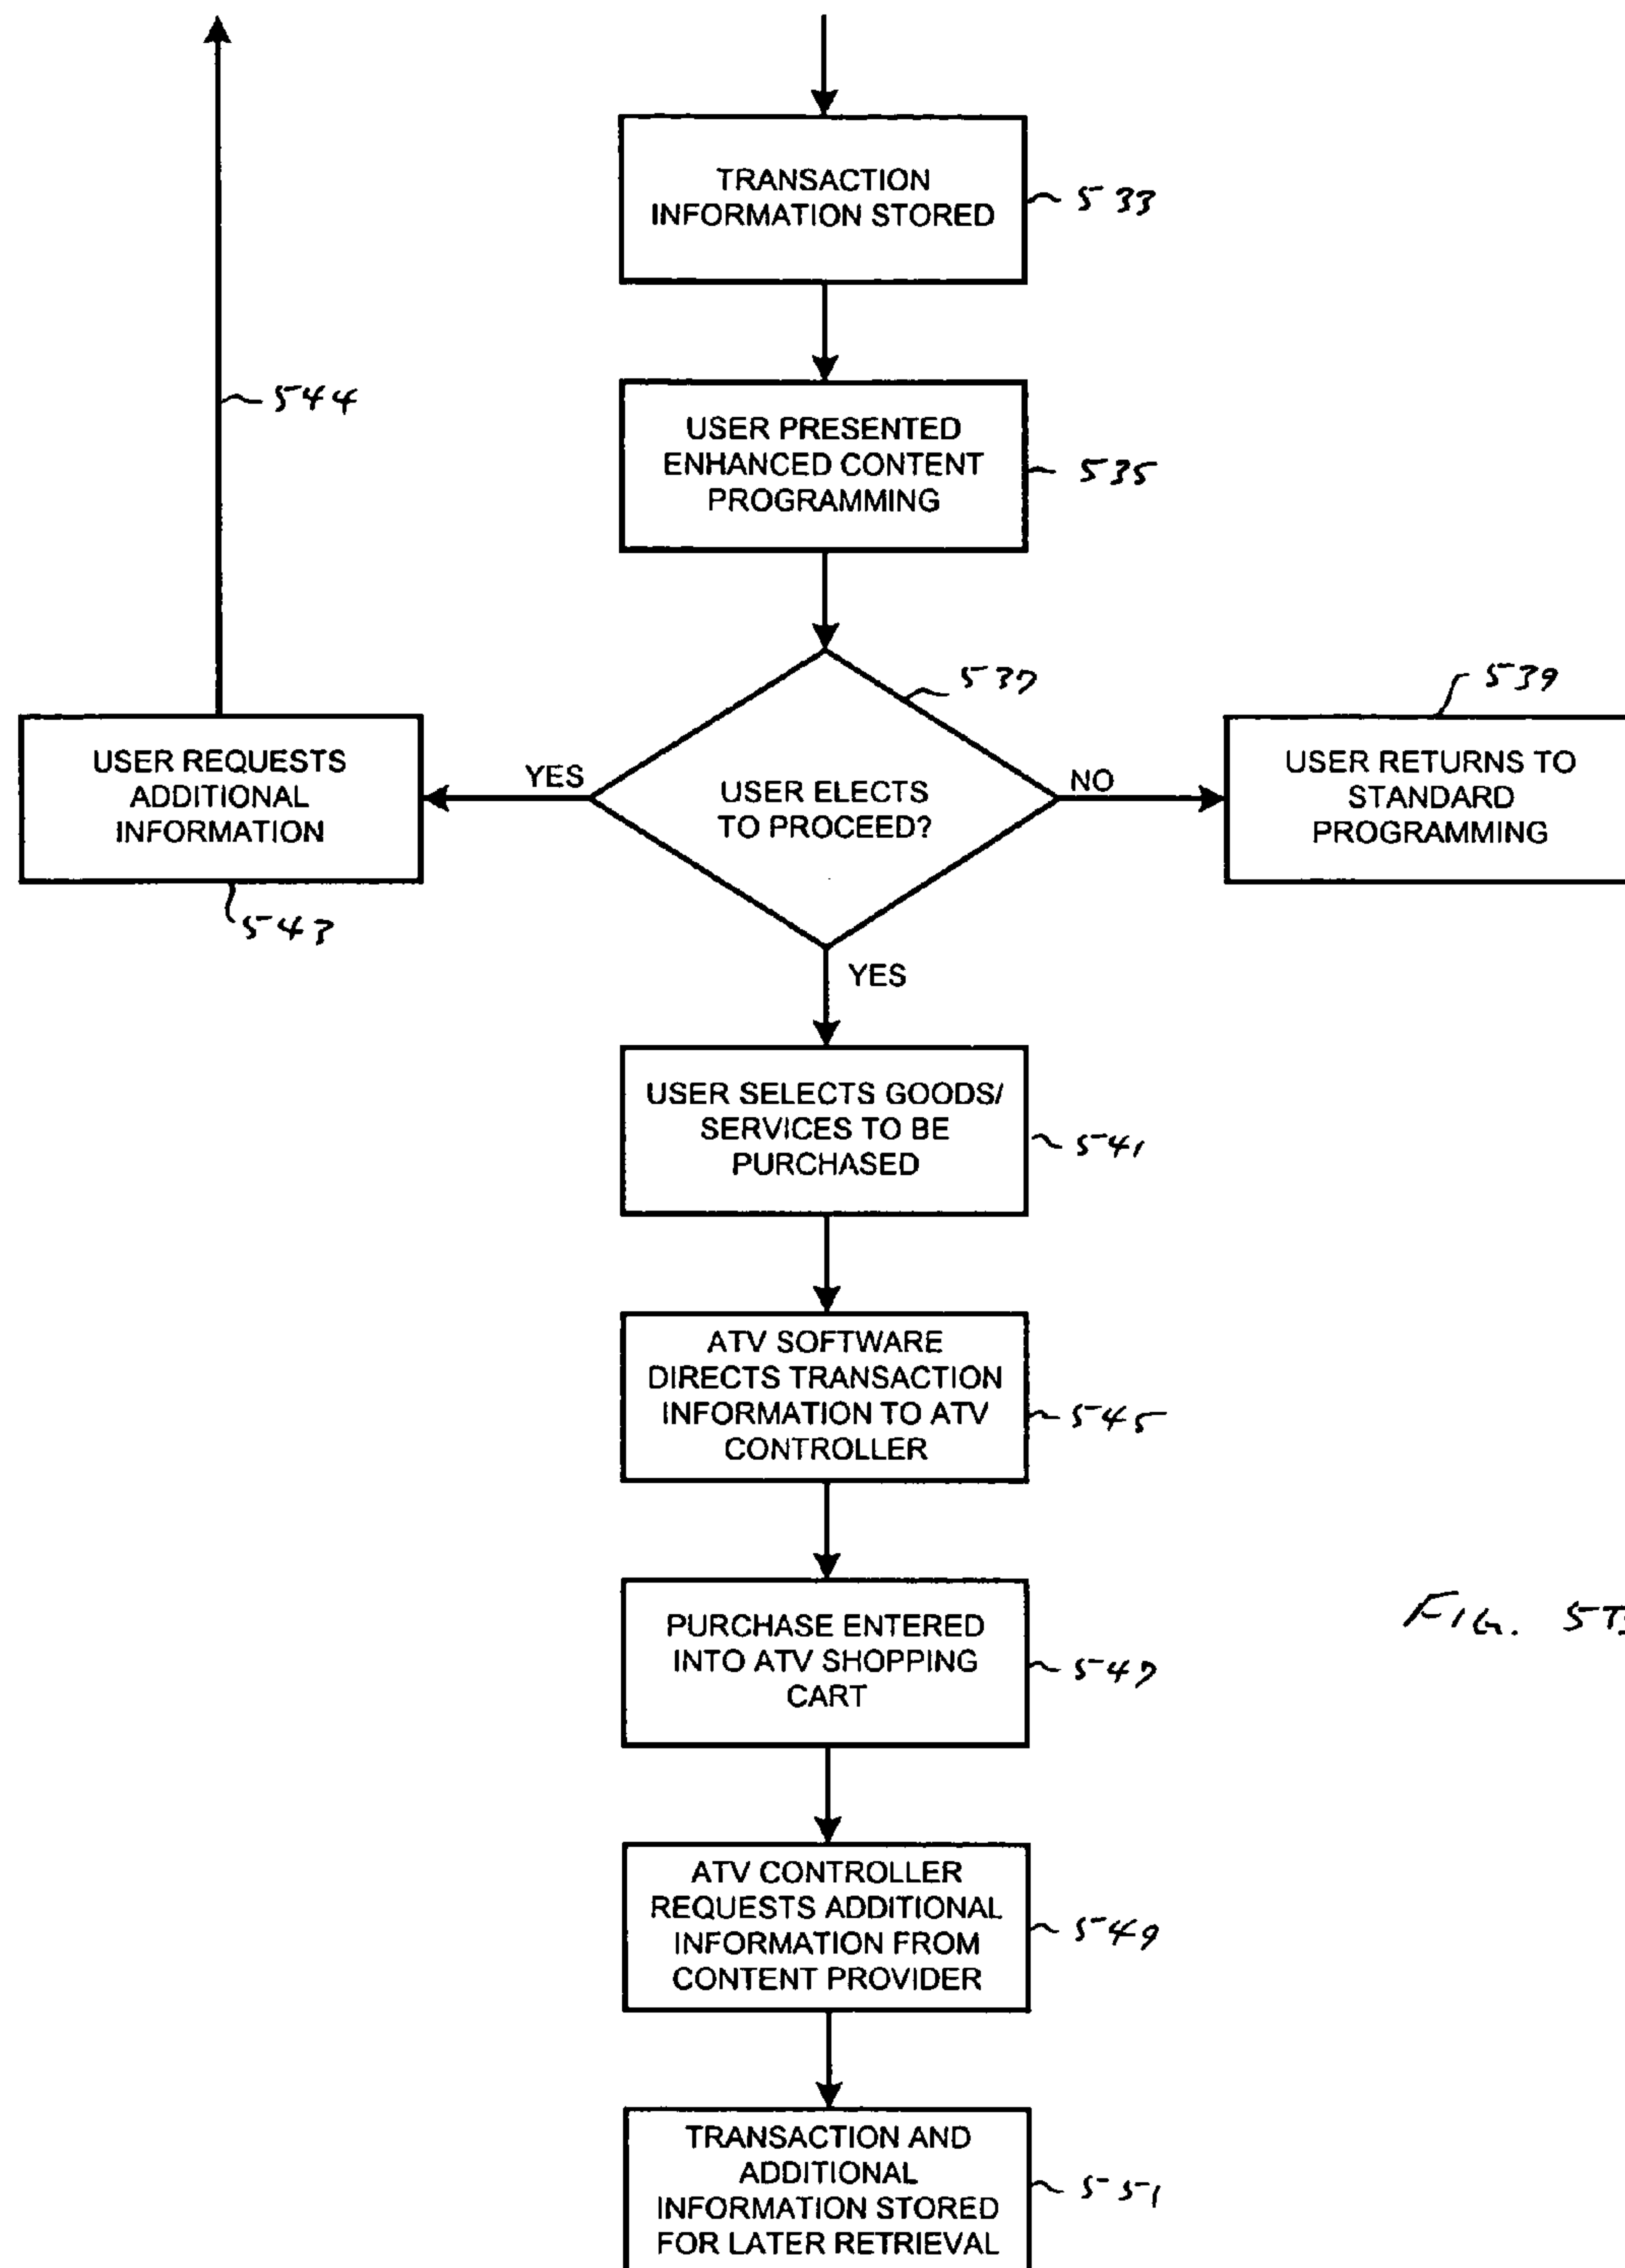 TRANSACTION
INFORMATION STORED
533
544
USER PRESENTED
ENHANCED CONTENT
PROGRAMMING
535
537
539
USER REQUESTS
ADDITIONAL
INFORMATION
543
YES
USER ELECTS
TO PROCEED?
NO
USER RETURNS TO
STANDARD
PROGRAMMING
YES
USER SELECTS GOODS/
SERVICES TO BE
PURCHASED
541
ATV SOFTWARE
DIRECTS TRANSACTION
INFORMATION TO ATV
CONTROLLER
545
PURCHASE ENTERED
INTO ATV SHOPPING
CART
547
FIG.
ATV CONTROLLER
REQUESTS ADDITIONAL
INFORMATION FROM
CONTENT PROVIDER
549
TRANSACTION AND
ADDITIONAL
INFORMATION STORED
FOR LATER RETRIEVAL
551